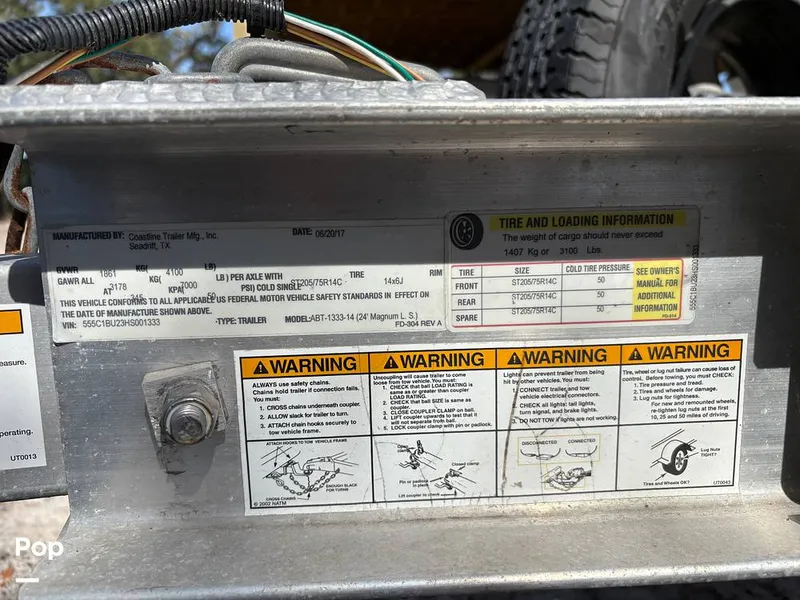 MANUFACTURED BY: Coastline Trailer Mfg., Inc.
Seadrift, TX.
DATE: 06/20/17
GVWR 1861 KG( 4100 LB)
GAWR ALL 3178 KG( 7000 LB) PER AXLE WITH ST205/75R14C TIRE 14x6J RIM
AT 345 KPA( 50 PSI) COLD SINGLE
THIS VEHICLE CONFORMS TO ALL APPLICABLE US FEDERAL MOTOR VEHICLE SAFETY STANDARDS IN EFFECT ON
THE DATE OF MANUFACTURE SHOWN ABOVE.
VIN: 555C1BU23HS001333 -TYPE: TRAILER MODEL: ABT-1333-14 (24' Magnum L. S.)
FD-304 REV A
TIRE AND LOADING INFORMATION
The weight of cargo should never exceed
1407 Kg or 3100 Lbs.
TIRE SIZE COLD TIRE PRESSURE
FRONT ST205/75R14C 50
REAR ST205/75R14C 50
SPARE ST205/75R14C 50
SEE OWNER'S
MANUAL FOR
ADDITIONAL
INFORMATION
FD-514
555C1BU23HS001333
WARNING
ALWAYS use safety chains.
Chains hold trailer if connection fails.
You must:
1. CROSS chains underneath coupler.
2. ALLOW slack for trailer to turn.
3. ATTACH chain hooks securely to
tow vehicle frame.
ATTACH HOOKS TO TOW VEHICLE FRAME
CROSS CHAINS
ENOUGH SLACK
FOR TURNS
© 2002 NATM
WARNING
Uncoupling will cause trailer to come
loose from tow vehicle. You must:
1. CHECK that ball LOAD RATING is
same as or greater than coupler
LOAD RATING.
2. CHECK that ball SIZE is same as
coupler.
3. CLOSE COUPLER CLAMP on ball.
4. LIFT coupler upwards to test that it
will not separate from ball.
5. LOCK coupler clamp with pin or padlock.
Open
clamp
Closed clamp
Pin or padlock
in place
Lift coupler to check
WARNING
Lights can prevent trailer from being
hit by other vehicles. You must:
1. CONNECT trailer and tow
vehicle electrical connectors.
2. CHECK all lights: tail lights,
turn signal, and brake lights.
3. DO NOT TOW if lights are not working.
DISCONNECTED CONNECTED
WARNING
Tire, wheel or lug nut failure can cause loss of
control. Before towing, you must CHECK:
1. Tire pressure and tread.
2. Tires and wheels for damage.
3. Lug nuts for tightness.
For new and remounted wheels,
re-tighten lug nuts at the first
10, 25 and 50 miles of driving.
Lug Nuts
TIGHT?
Tires and Wheels OK?
UT0043
easure.
perating.
UT0013
Pop